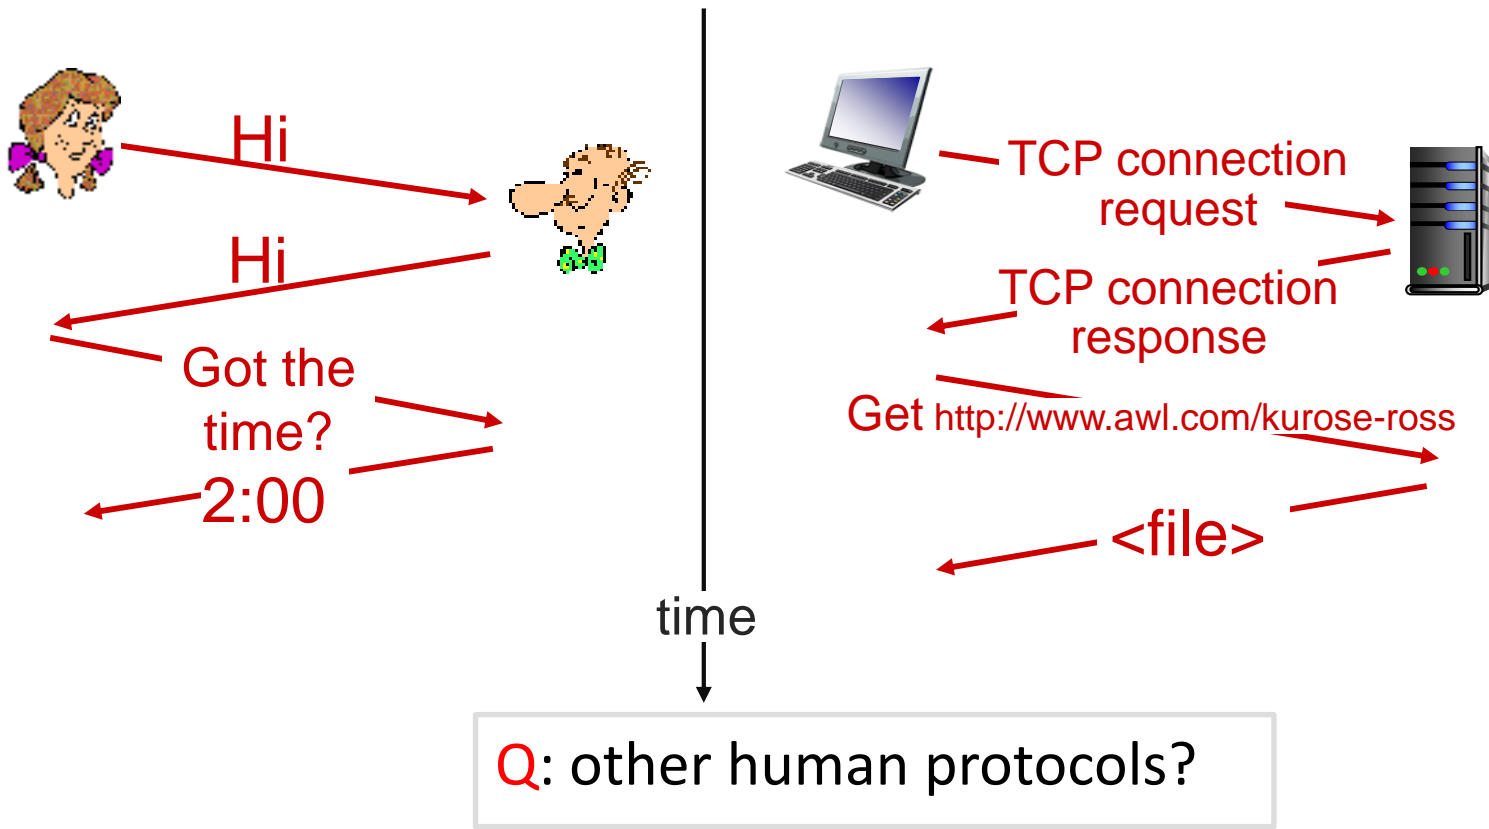 Hi
Hi
Got the
time?
2:00
TCP connection
request
TCP connection
response
Get http://www.awl.com/kurose-ross
<file>
time
Q: other human protocols?